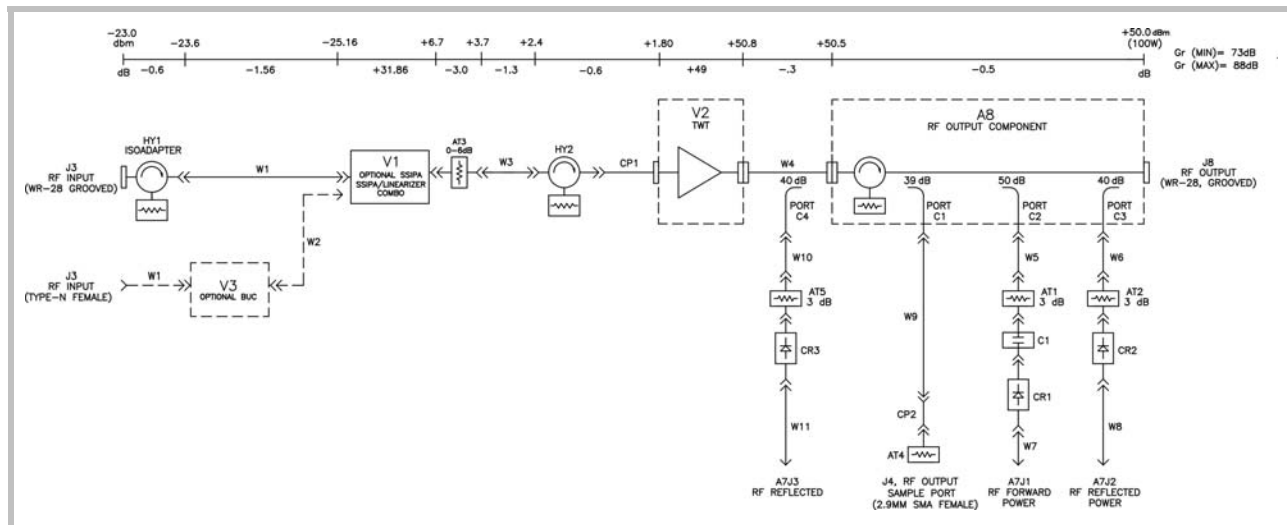 -23.0
dbm
-23.6
-25.16
+6.7
+3.7
+2.4
+1.80
+50.8
+50.5
+50.0 dBm
(100W)
Gr (MIN)= 73dB
Gr (MAX)= 88dB
dB
-0.6
-1.56
+31.86
-3.0
-1.3
-0.6
+49
-.3
-0.5
dB
HY1
ISOADAPTER
J3
RF INPUT
(WR-28 GROOVED)
W1
V1
OPTIONAL SSIPA
SSIPA/LINEARIZER
COMBO
AT3
0-6dB
W3
HY2
CP1
V2
TWT
W4
A8
RF OUTPUT COMPONENT
J8
RF OUTPUT
(WR-28, GROOVED)
40 dB
PORT
C4
39 dB
PORT
C1
50 dB
PORT
C2
40 dB
PORT
C3
W2
J3
RF INPUT
(TYPE-N FEMALE)
W1
V3
OPTIONAL BUC
W10
W5
W6
AT5
3 dB
AT1
3 dB
AT2
3 dB
W9
CR3
C1
CR2
CR1
CP2
W11
W7
W8
AT4
A7J3
RF REFLECTED
J4, RF OUTPUT
SAMPLE PORT
(2.9MM SMA FEMALE)
A7J1
RF FORWARD
POWER
A7J2
RF REFLECTED
POWER